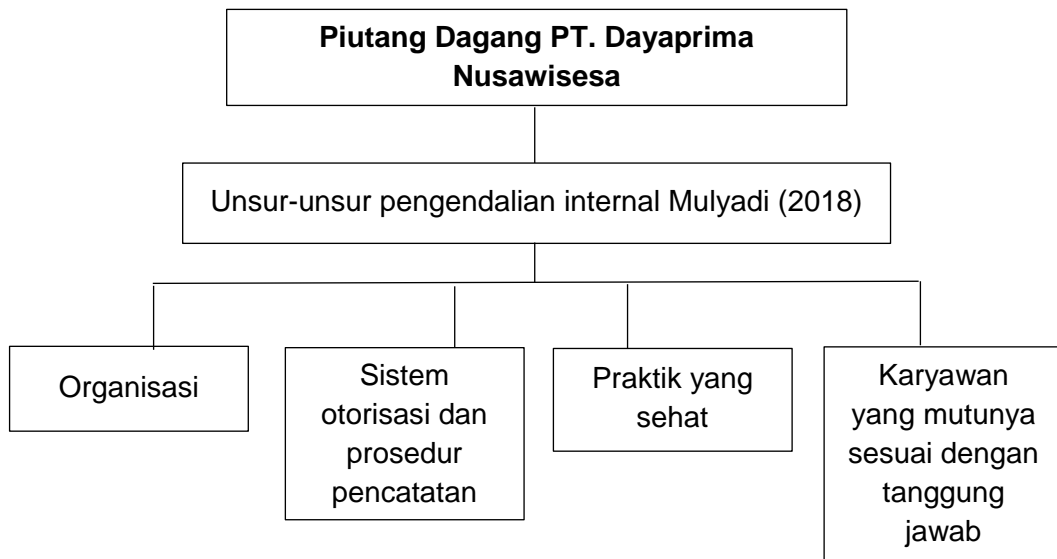 Piutang Dagang PT. Dayaprima
Nusawisesa
Unsur-unsur pengendalian internal Mulyadi (2018)
Organisasi
Sistem
otorisasi dan
prosedur
pencatatan
Praktik yang
sehat
Karyawan
yang mutunya
sesuai dengan
tanggung
jawab